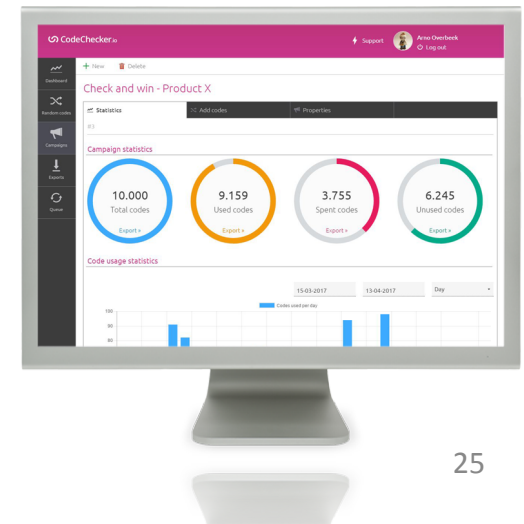 CodeChecker.io
Support
Arno Overbeek
Log out
Dashboard
Random codes
Campaigns
Exports
Queue
+ New
Delete
Check and win - Product X
Statistics
Add codes
Properties
Campaign statistics
10.000
Total codes
Export »
9.159
Used codes
Export »
3.755
Spent codes
Export »
6.245
Unused codes
Export »
Code usage statistics
15-03-2017
13-04-2017
Day
Codes used per day
100
90
80
25